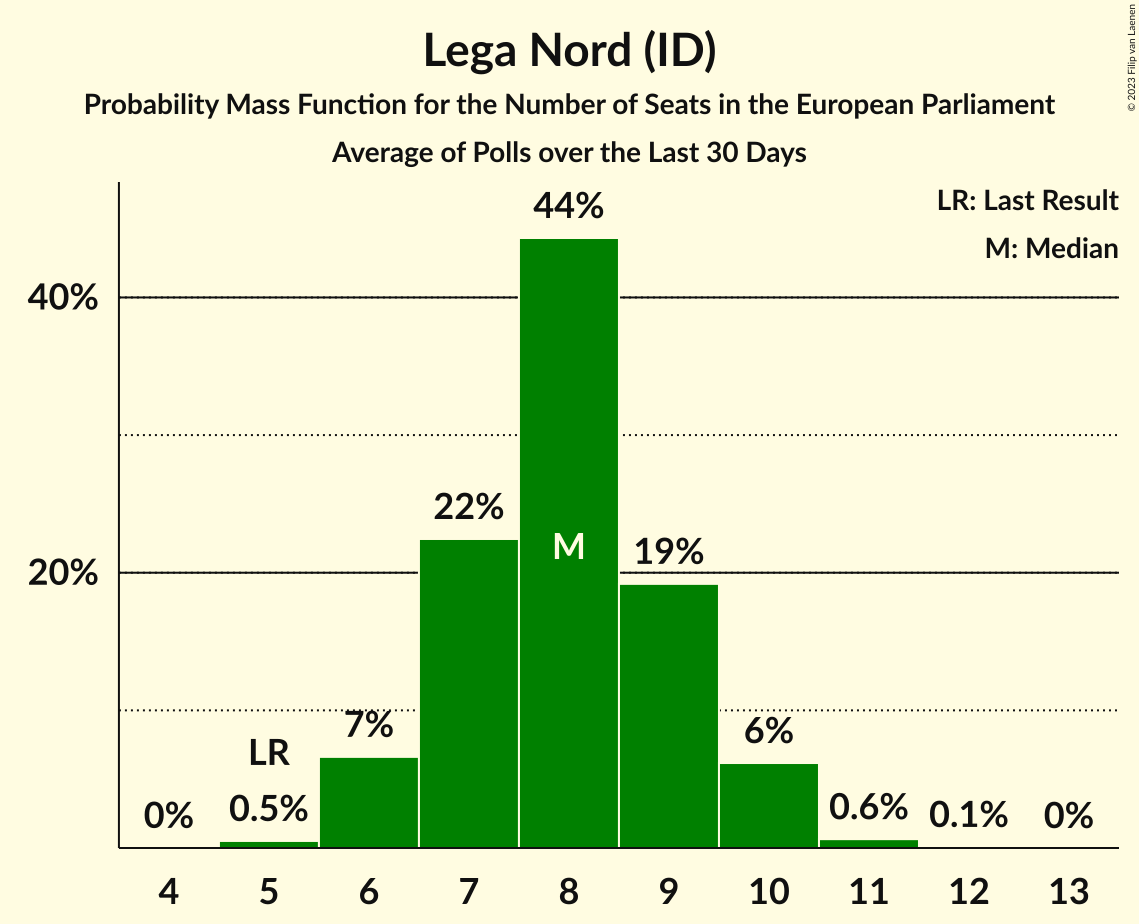 Lega Nord (ID)
Probability Mass Function for the Number of Seats in the European Parliament
Average of Polls over the Last 30 Days
© 2023 Filip van Laenen
LR: Last Result
M: Median
40%
20%
0%
LR
0.5%
7%
22%
44%
M
19%
6%
0.6%
0.1%
0%
4 5 6 7 8 9 10 11 12 13